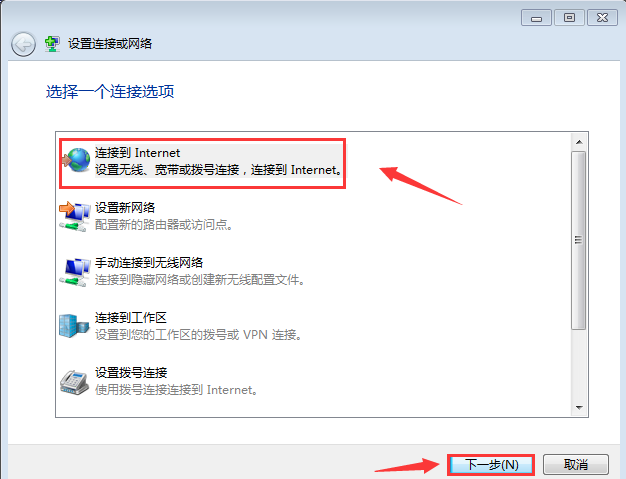 设置连接或网络
选择一个连接选项
连接到 Internet
设置无线、宽带或拨号连接，连接到 Internet。
设置新网络
配置新的路由器或访问点。
手动连接到无线网络
连接到隐藏网络或创建新无线配置文件。
连接到工作区
设置到您的工作区的拨号或 VPN 连接。
设置拨号连接
使用拨号连接连接到 Internet。
下一步(N)
取消